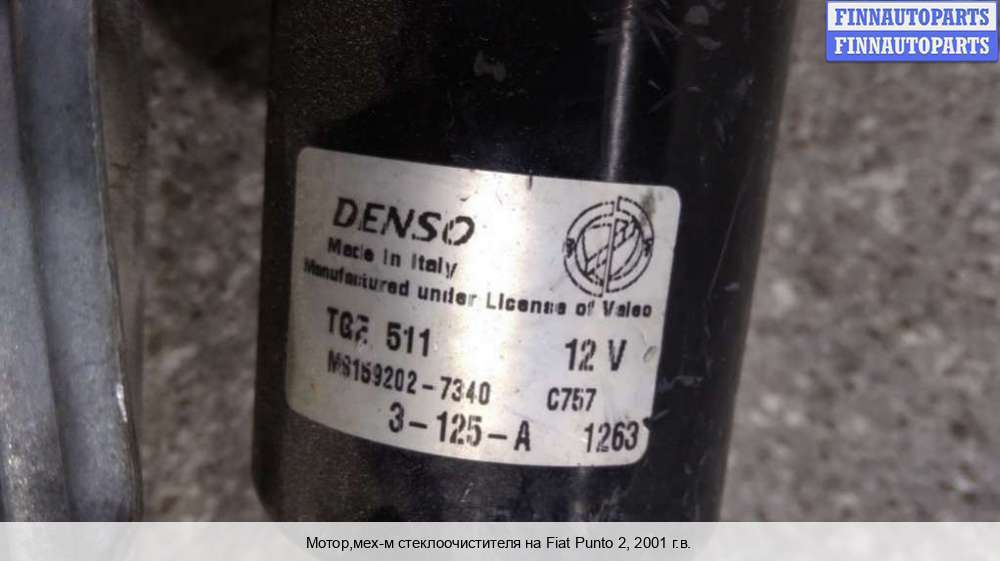 FINNAUTOPARTS
FINNAUTOPARTS
DENSO
Made in Italy
Manufactured under License of Valeo
TGE 511 12 V
MS159202-7340 C757
3-125-A 1263
Мотор,мех-м стеклоочистителя на Fiat Punto 2, 2001 г.в.